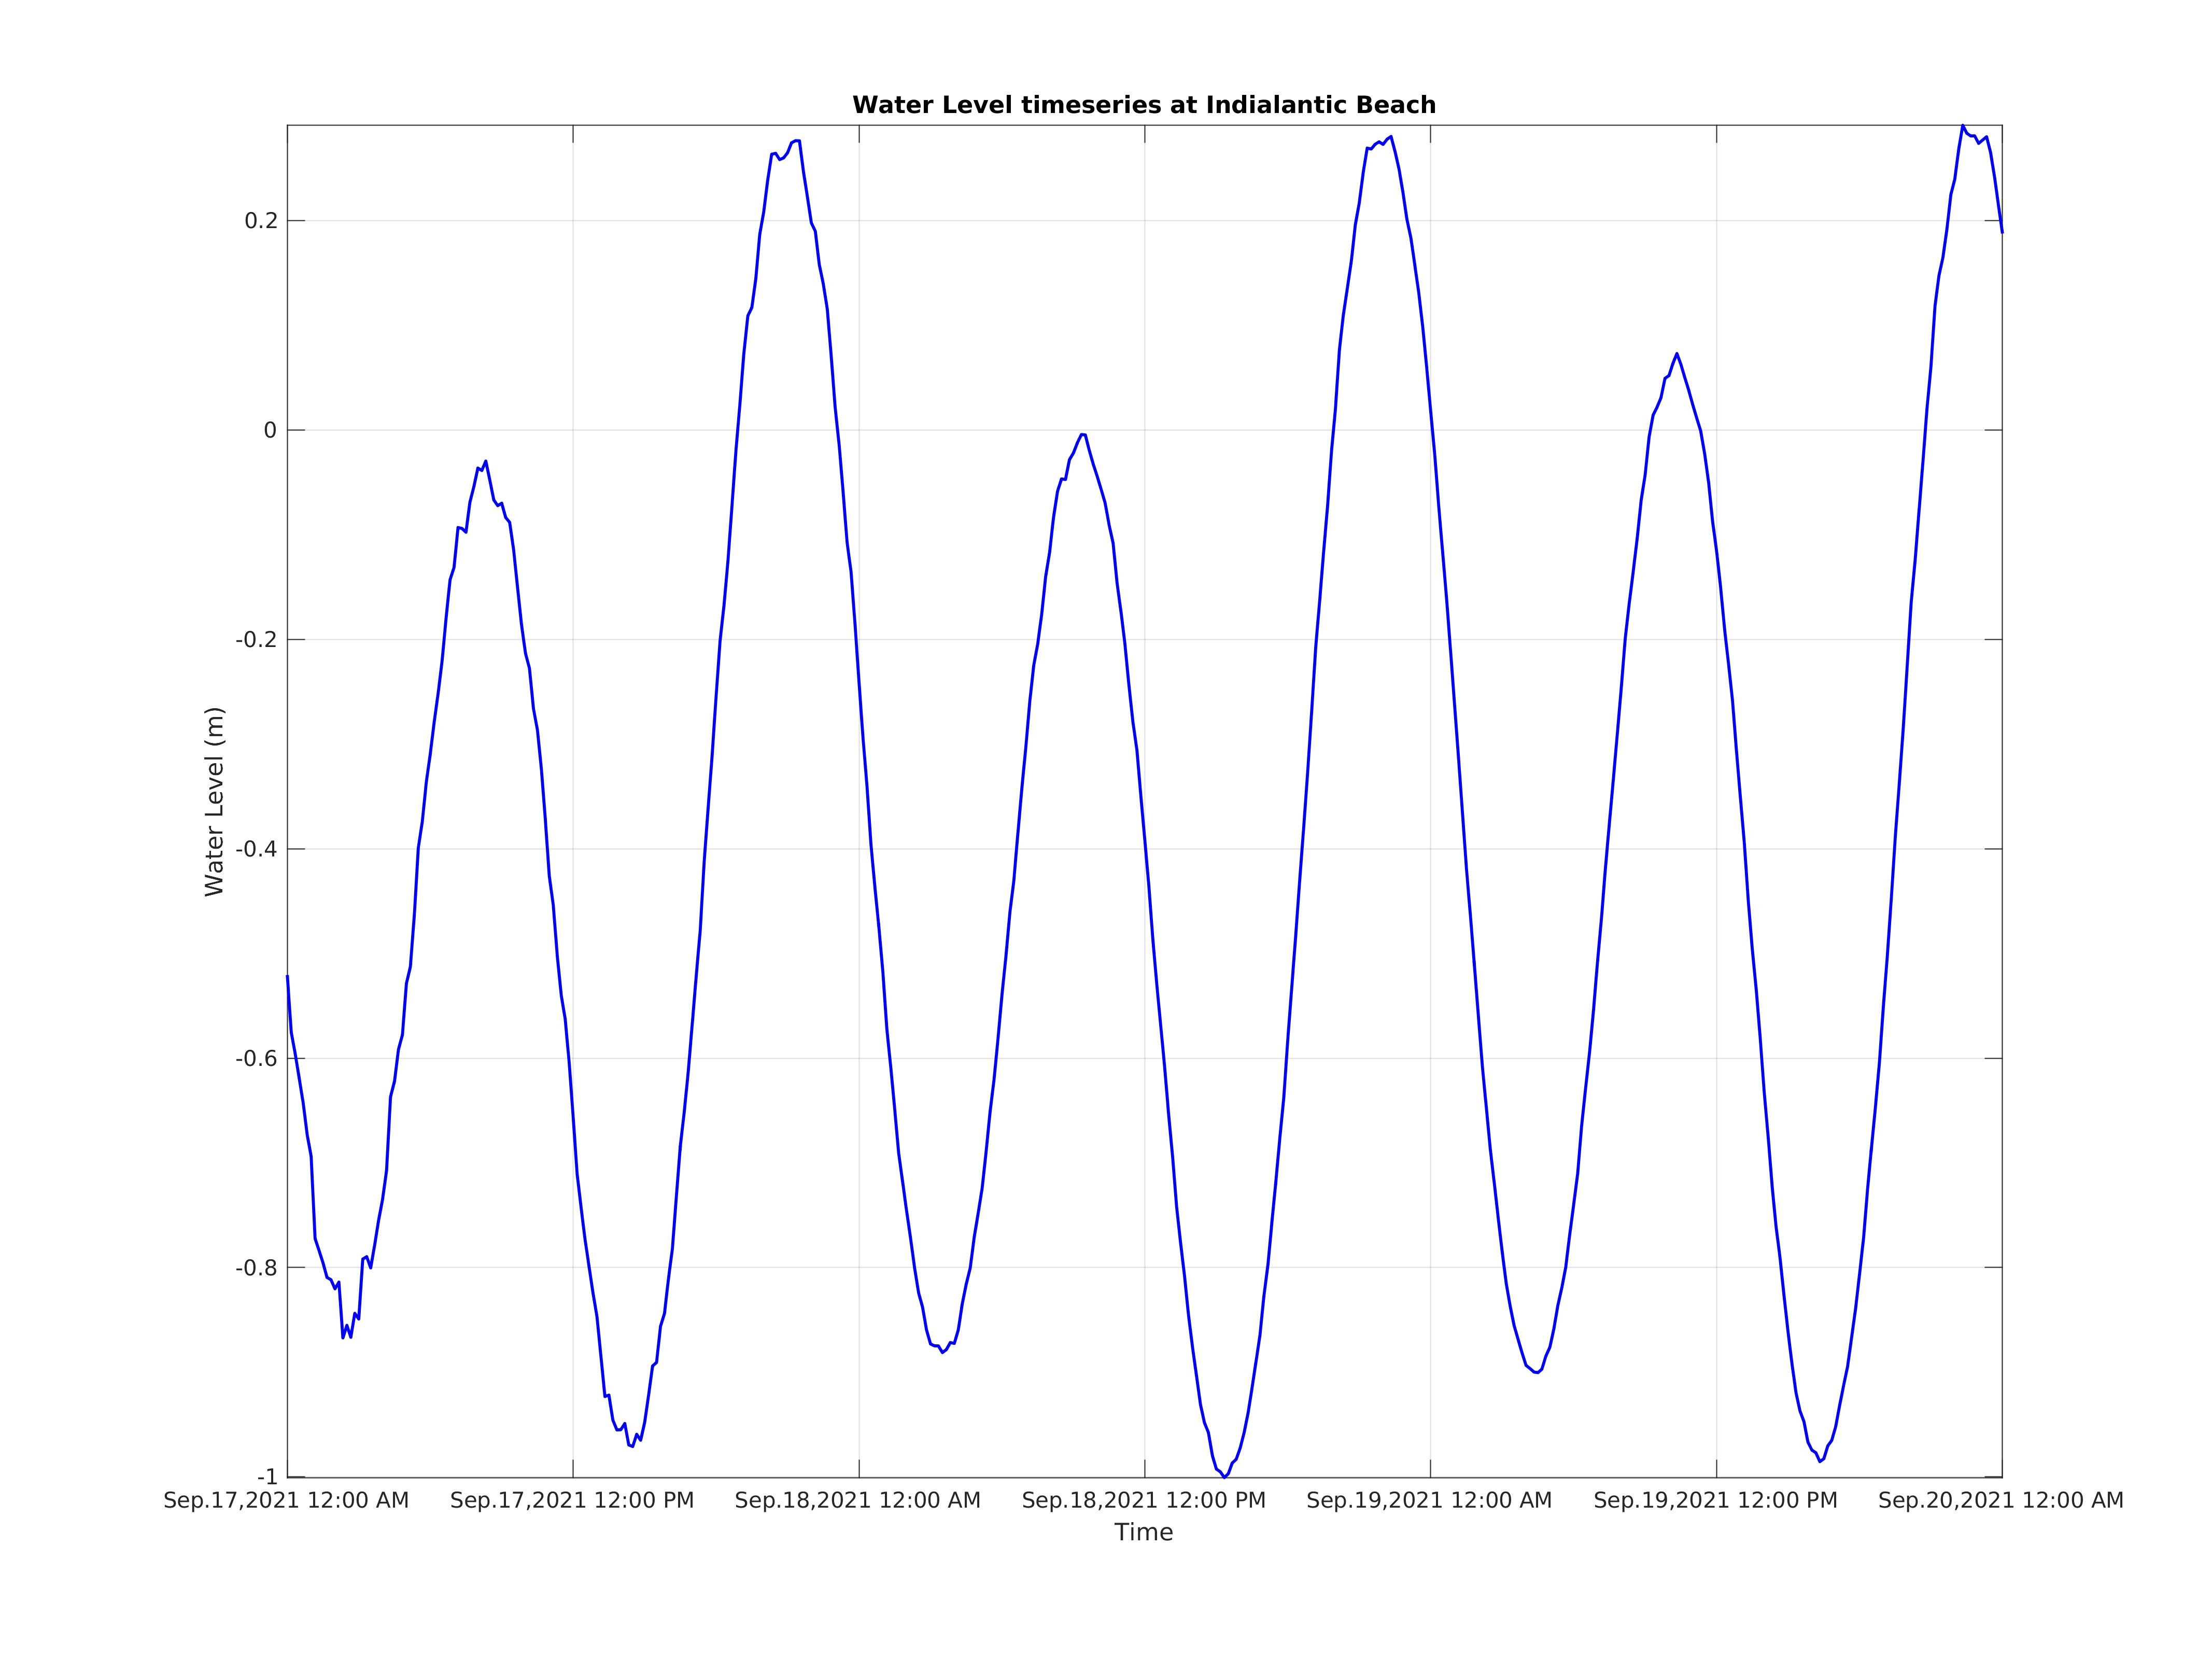 Water Level timeseries at Indialantic Beach
0.2
0
-0.2
-0.4
-0.6
-0.8
-1
Water Level (m)
Sep.17,2021 12:00 AM
Sep.17,2021 12:00 PM
Sep.18,2021 12:00 AM
Sep.18,2021 12:00 PM
Sep.19,2021 12:00 AM
Sep.19,2021 12:00 PM
Sep.20,2021 12:00 AM
Time